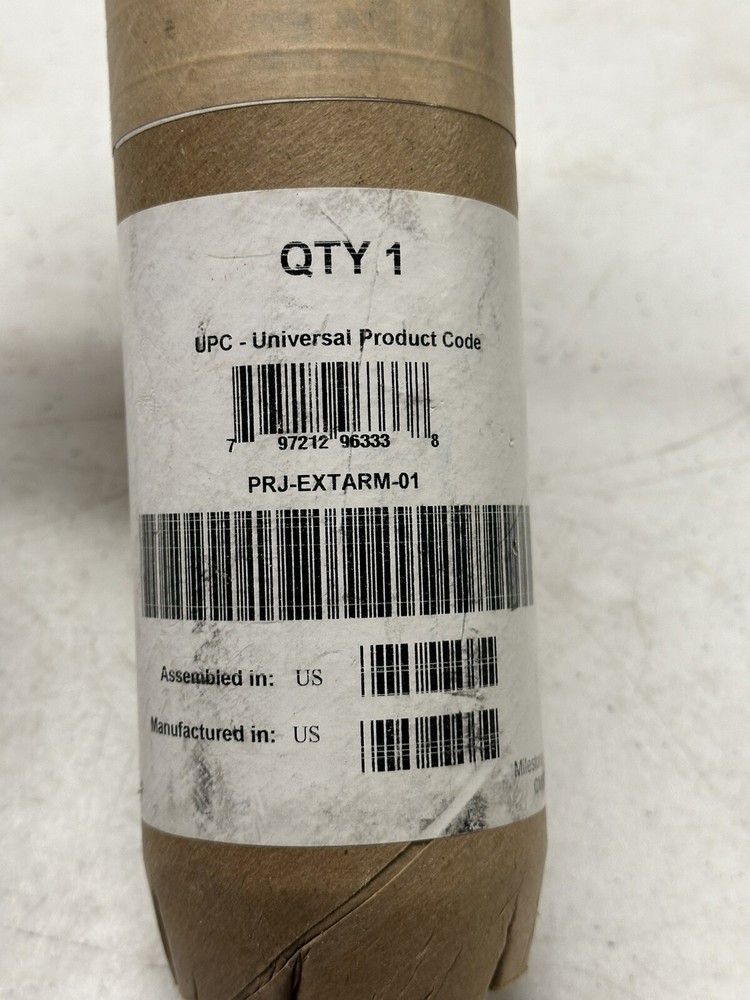 QTY 1
UPC - Universal Product Code
7 97212 96333 8
PRJ-EXTARM-01
Assembled in: US
Manufactured in: US